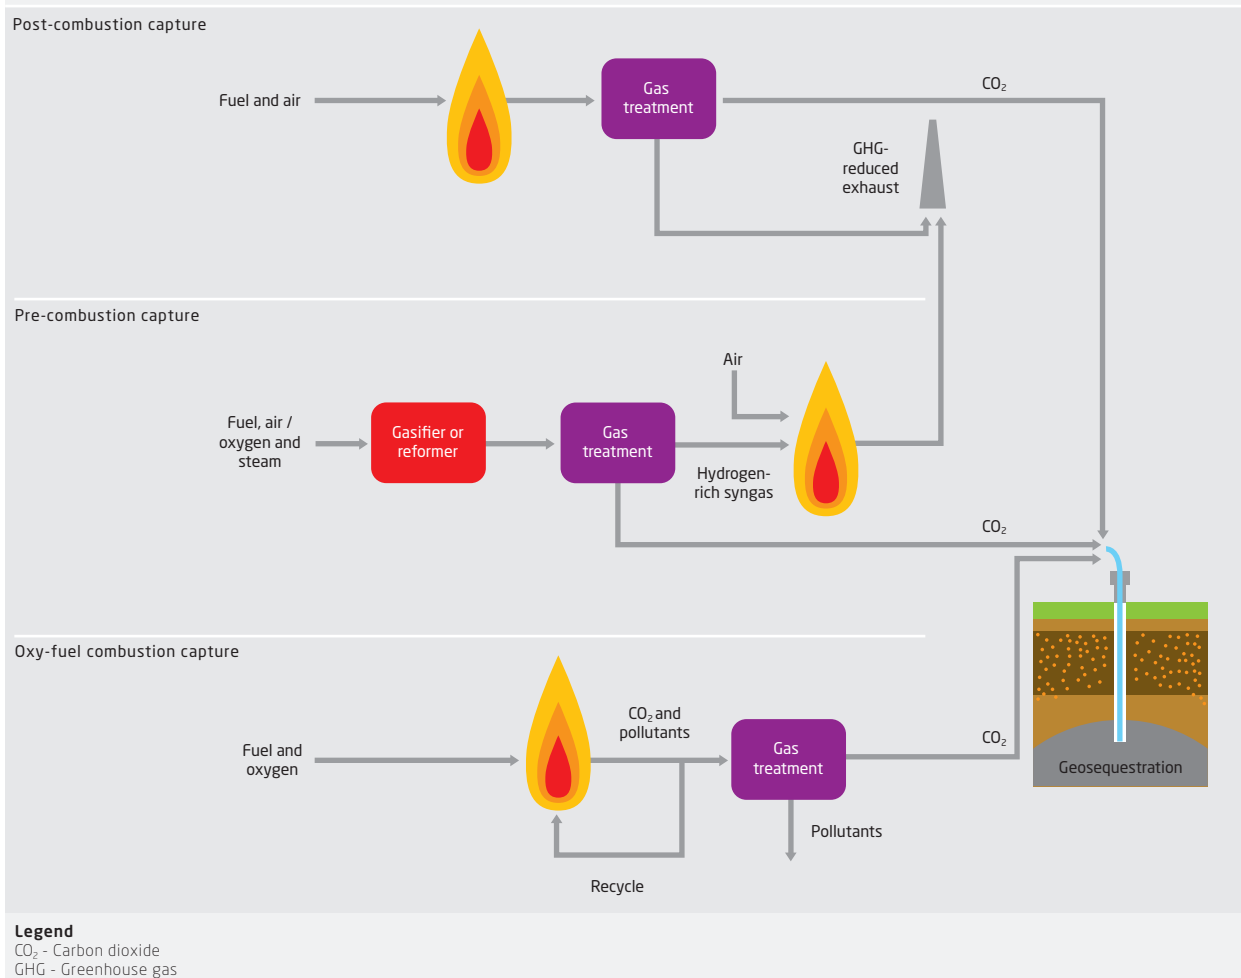 Post-combustion capture
Fuel and air
Gas
treatment
CO₂
GHG-
reduced
exhaust
Pre-combustion capture
Air
Fuel, air /
oxygen and
steam
Gasifier or
reformer
Gas
treatment
Hydrogen-
rich syngas
CO₂
Oxy-fuel combustion capture
Fuel and
oxygen
CO₂ and
pollutants
Gas
treatment
CO₂
Geosequestration
Pollutants
Recycle
Legend
CO₂ - Carbon dioxide
GHG - Greenhouse gas